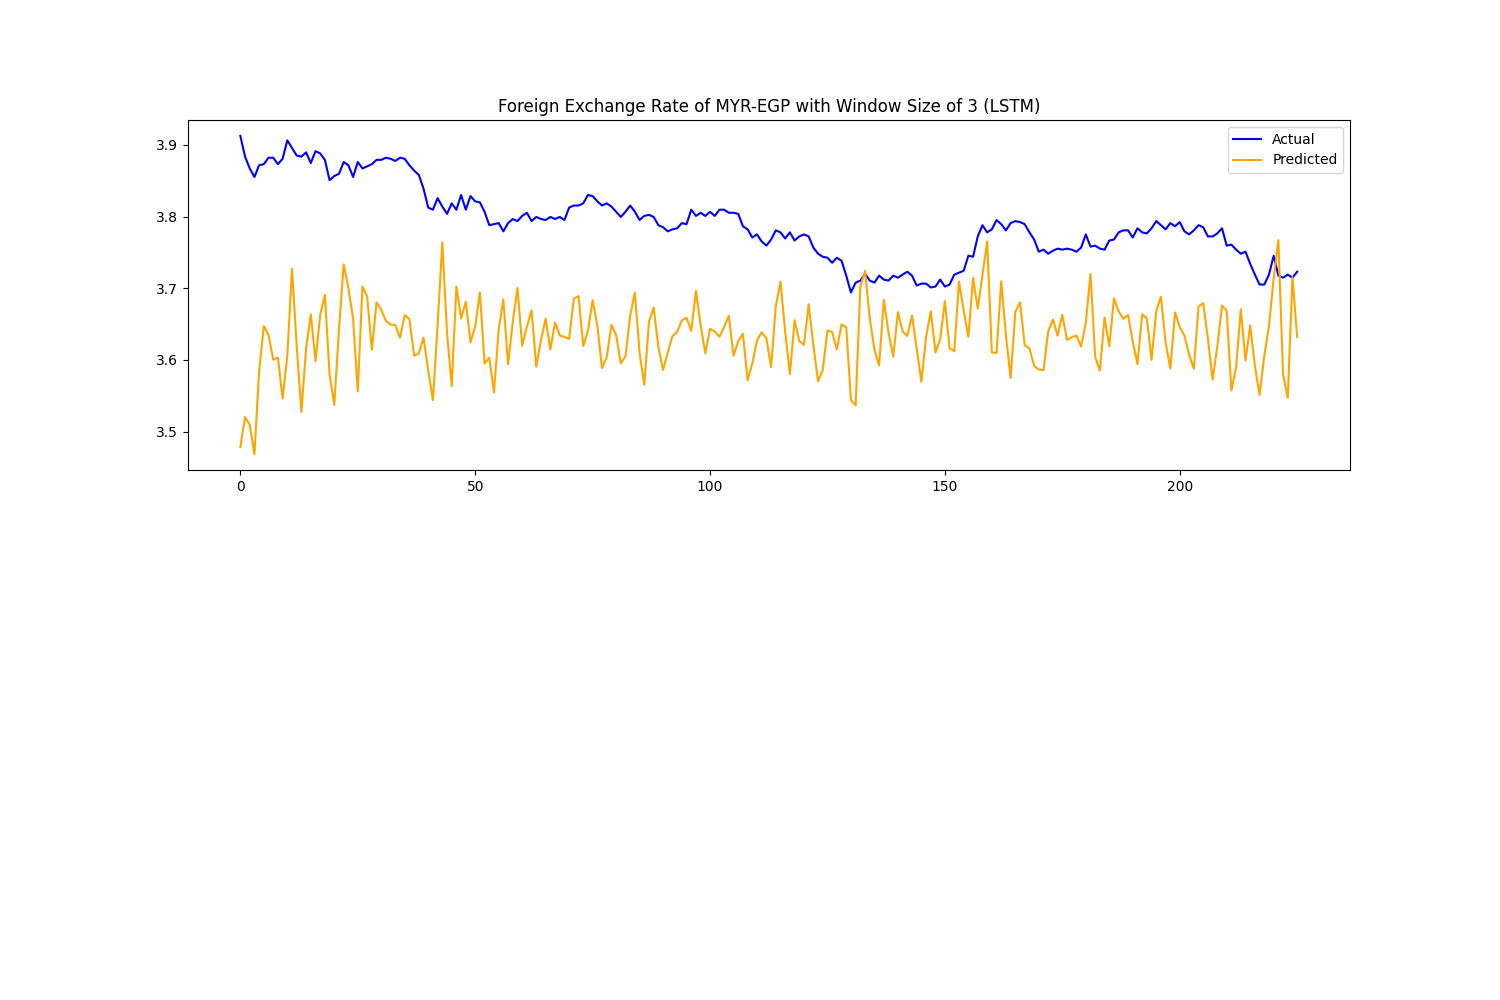 Foreign Exchange Rate of MYR-EGP with Window Size of 3 (LSTM)
Actual
Predicted
3.9
3.8
3.7
3.6
3.5
0 50 100 150 200